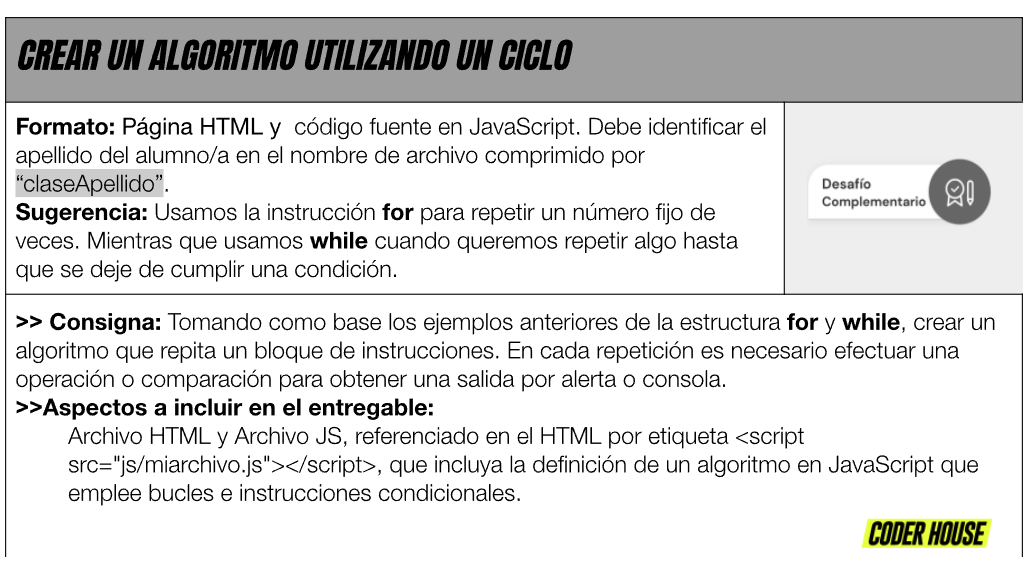 CREAR UN ALGORITMO UTILIZANDO UN CICLO
Formato: Página HTML y código fuente en JavaScript. Debe identificar el
apellido del alumno/a en el nombre de archivo comprimido por
“claseApellido”.
Sugerencia: Usamos la instrucción for para repetir un número fijo de
veces. Mientras que usamos while cuando queremos repetir algo hasta
que se deje de cumplir una condición.
Desafío
Complementario
>> Consigna: Tomando como base los ejemplos anteriores de la estructura for y while, crear un
algoritmo que repita un bloque de instrucciones. En cada repetición es necesario efectuar una
operación o comparación para obtener una salida por alerta o consola.
>>Aspectos a incluir en el entregable:
Archivo HTML y Archivo JS, referenciado en el HTML por etiqueta <script
src="js/miarchivo.js"></script>, que incluya la definición de un algoritmo en JavaScript que
emplee bucles e instrucciones condicionales.
CODER HOUSE